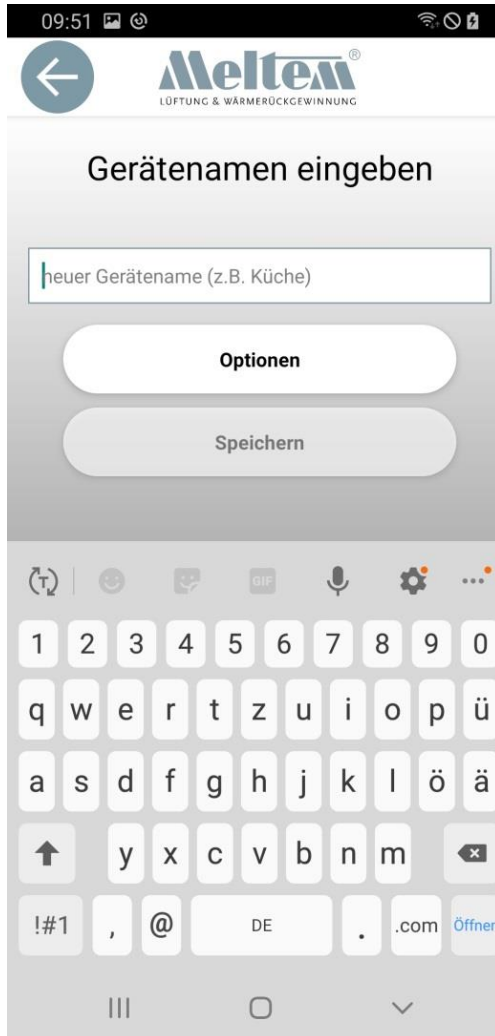 09:51
Meltem®
LÜFTUNG & WÄRMERÜCKGEWINNUNG
Gerätenamen eingeben
neuer Gerätename (z.B. Küche)
Optionen
Speichern
GIF
1 2 3 4 5 6 7 8 9 0
q w e r t z u i o p ü
a s d f g h j k l ö ä
y x c v b n m
!#1 , @ DE . .com Öffnen